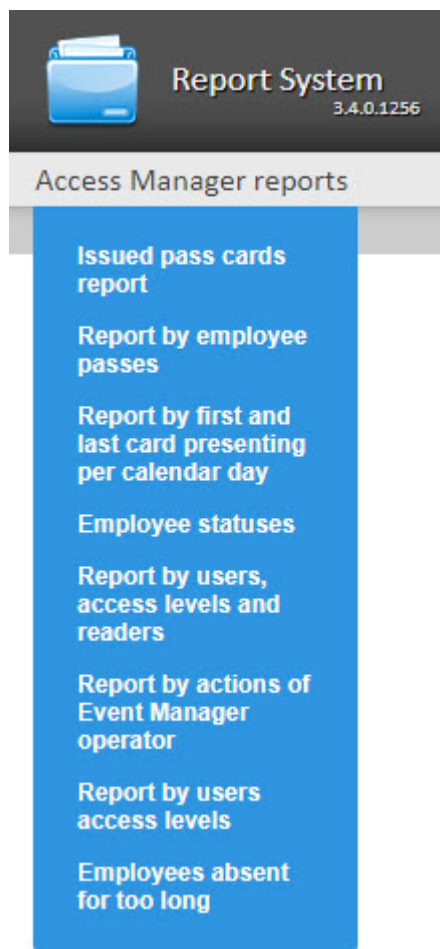 Report System
3.4.0.1256
Access Manager reports
Issued pass cards
report
Report by employee
passes
Report by first and
last card presenting
per calendar day
Employee statuses
Report by users,
access levels and
readers
Report by actions of
Event Manager
operator
Report by users
access levels
Employees absent
for too long